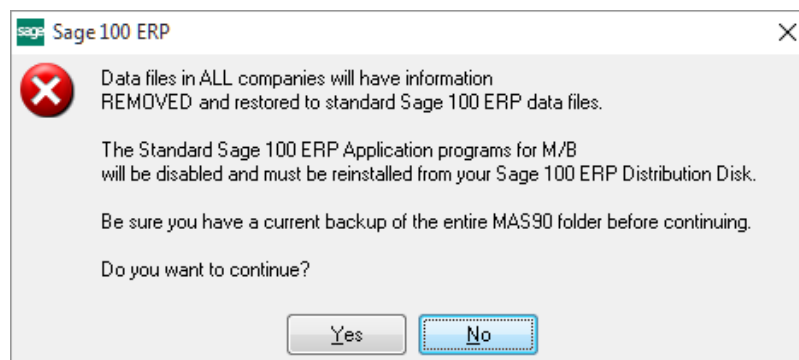 sage Sage 100 ERP
Data files in ALL companies will have information
REMOVED and restored to standard Sage 100 ERP data files.
The Standard Sage 100 ERP Application programs for M/B
will be disabled and must be reinstalled from your Sage 100 ERP Distribution Disk.
Be sure you have a current backup of the entire MAS90 folder before continuing.
Do you want to continue?
Yes No